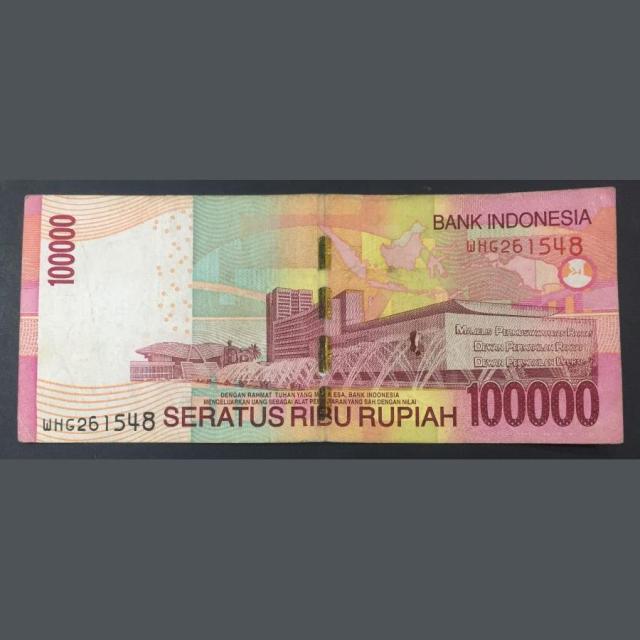 100000
BANK INDONESIA
WHG261548
MAJELIS PERMUSYAWARATAN RAKYAT
DEWAN PERWAKILAN RAKYAT
DEWAN PERWAKILAN DAERAH
DENGAN RAHMAT TUHAN YANG MAHA ESA, BANK INDONESIA
MENGELUARKAN UANG SEBAGAI ALAT PEMBAYARAN YANG SAH DENGAN NILAI
WHG261548 SERATUS RIBU RUPIAH 100000